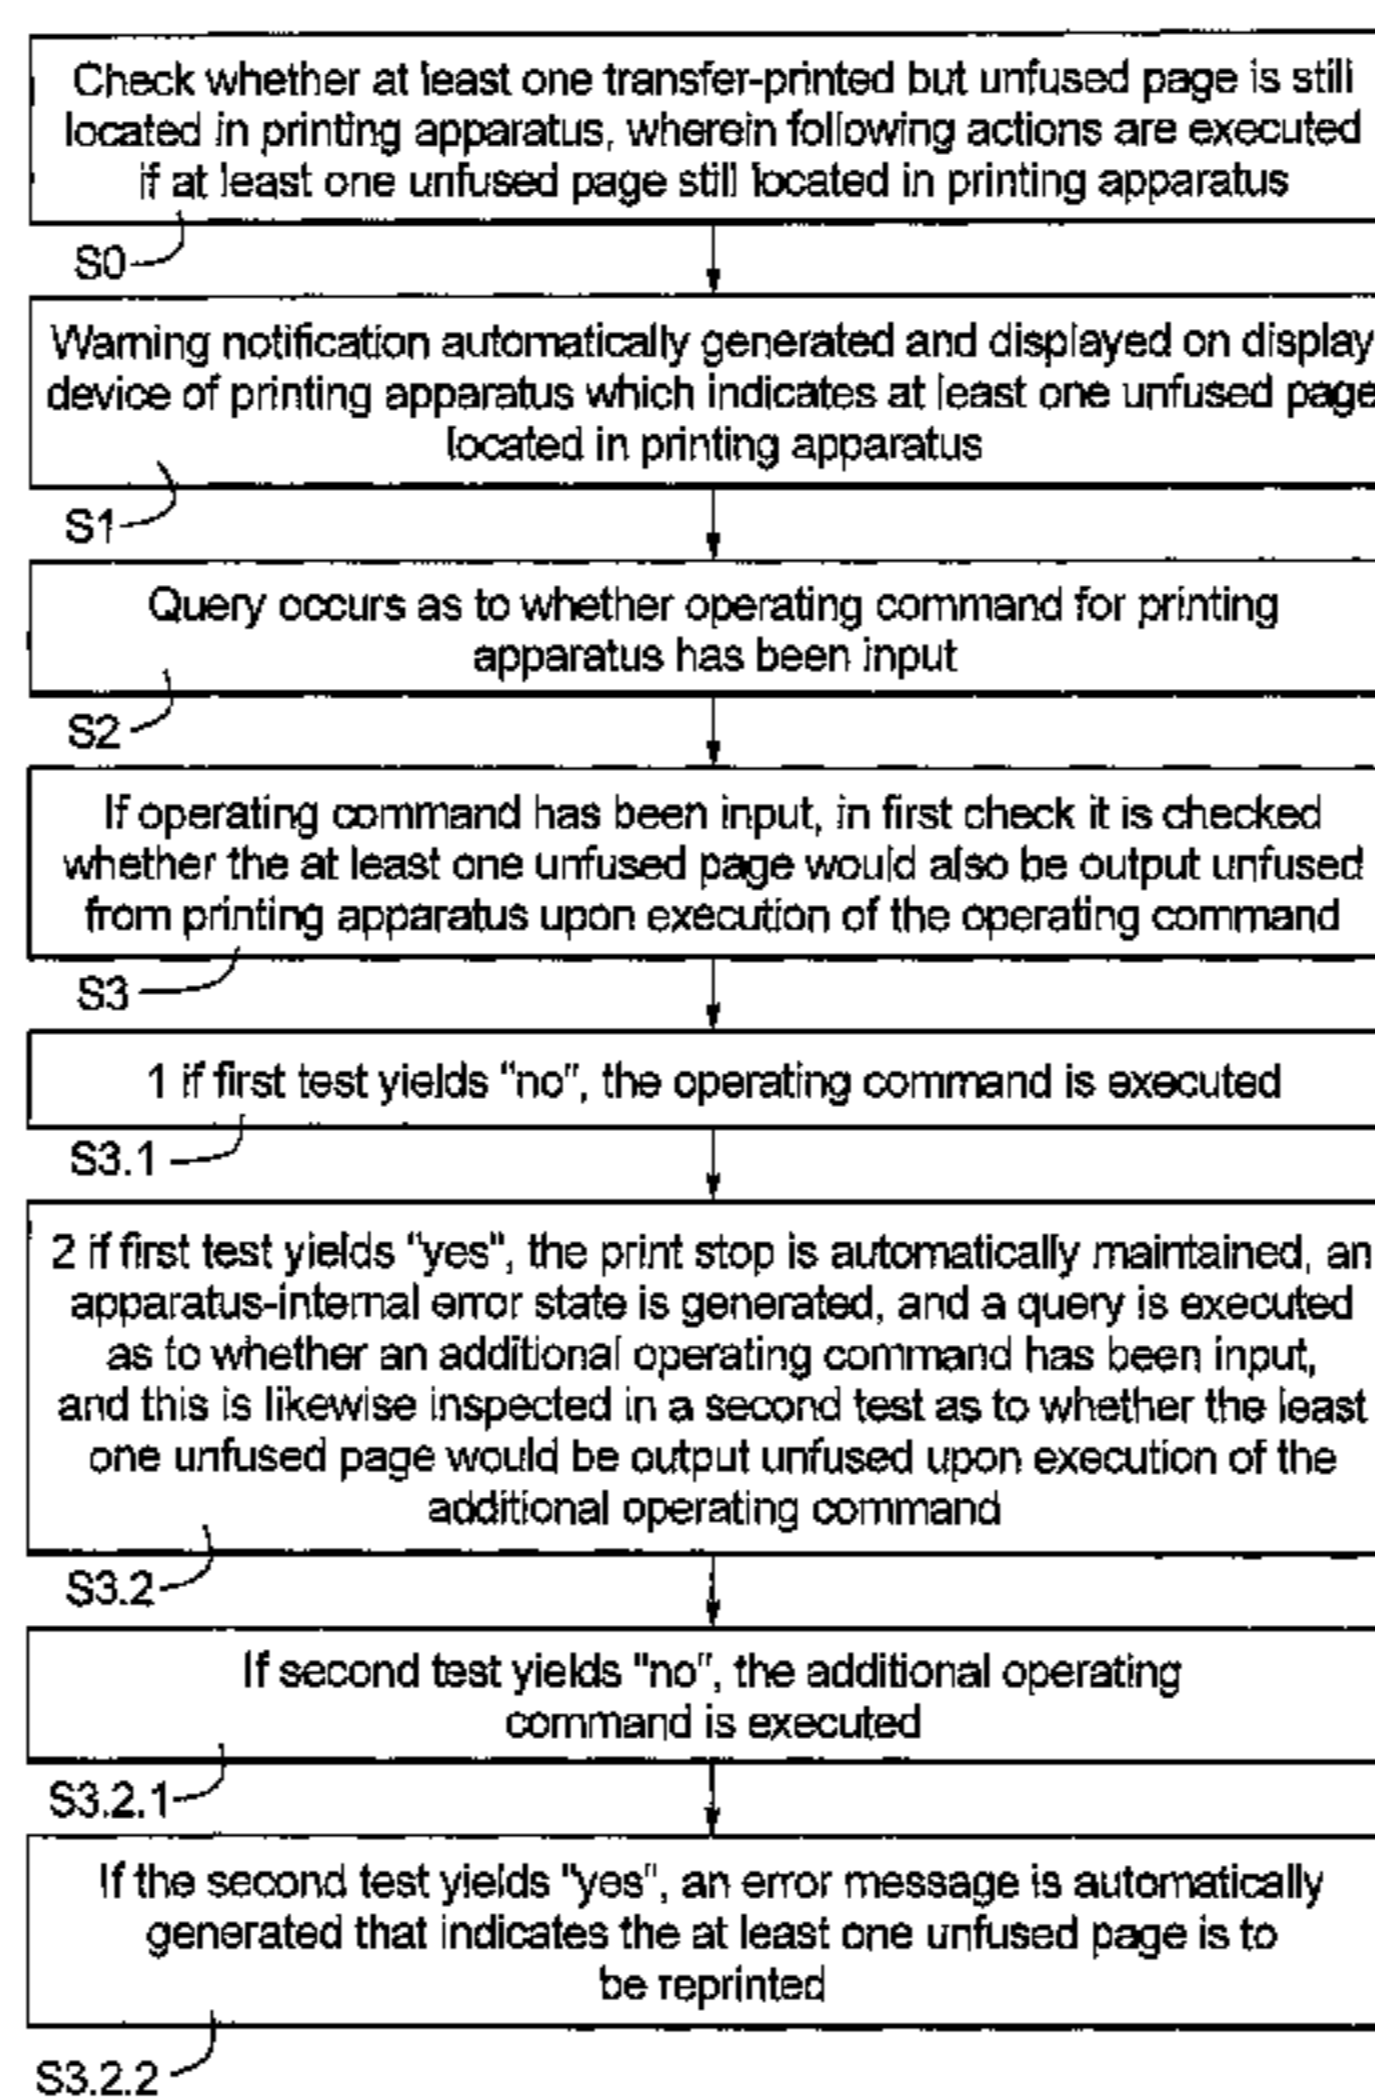 Check whether at least one transfer-printed but unfused page is still
located in printing apparatus, wherein following actions are executed
if at least one unfused page still located in printing apparatus
S0
Warning notification automatically generated and displayed on display
device of printing apparatus which indicates at least one unfused page
located in printing apparatus
S1
Query occurs as to whether operating command for printing
apparatus has been input
S2
If operating command has been input, in first check it is checked
whether the at least one unfused page would also be output unfused
from printing apparatus upon execution of the operating command
S3
1 if first test yields "no", the operating command is executed
S3.1
2 if first test yields "yes", the print stop is automatically maintained, an
apparatus-internal error state is generated, and a query is executed
as to whether an additional operating command has been input,
and this is likewise inspected in a second test as to whether the least
one unfused page would be output unfused upon execution of the
additional operating command
S3.2
If second test yields "no", the additional operating
command is executed
S3.2.1
If the second test yields "yes", an error message is automatically
generated that indicates the at least one unfused page is to
be reprinted
S3.2.2